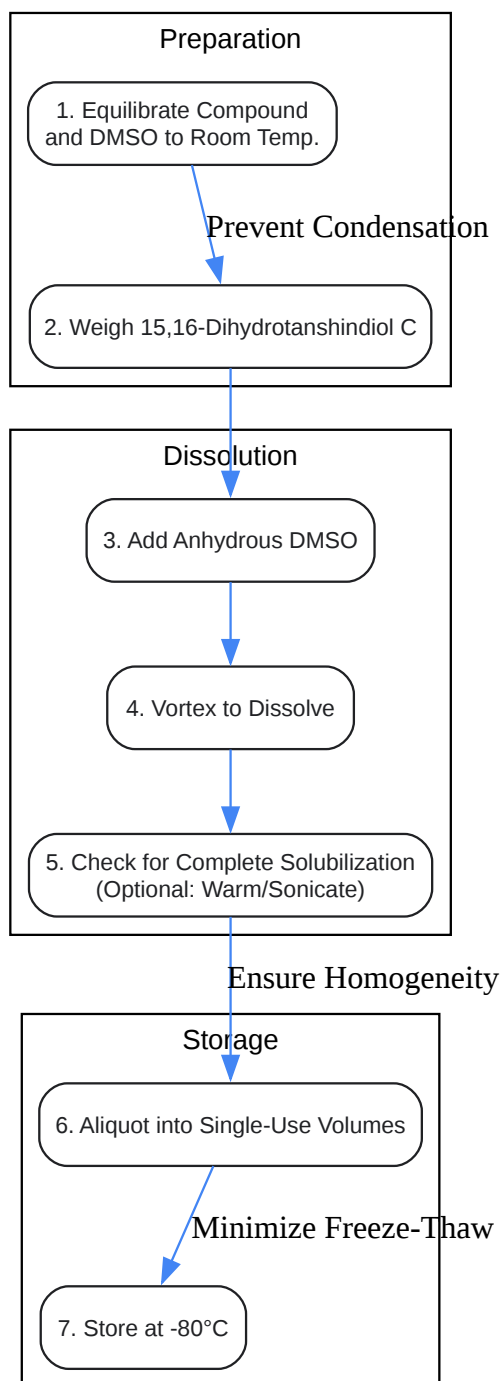 Preparation
1. Equilibrate Compound
and DMSO to Room Temp.
Prevent Condensation
2. Weigh 15,16-Dihydrotanshindiol C
Dissolution
3. Add Anhydrous DMSO
4. Vortex to Dissolve
5. Check for Complete Solubilization
(Optional: Warm/Sonicate)
Ensure Homogeneity
Storage
6. Aliquot into Single-Use Volumes
Minimize Freeze-Thaw
7. Store at -80°C